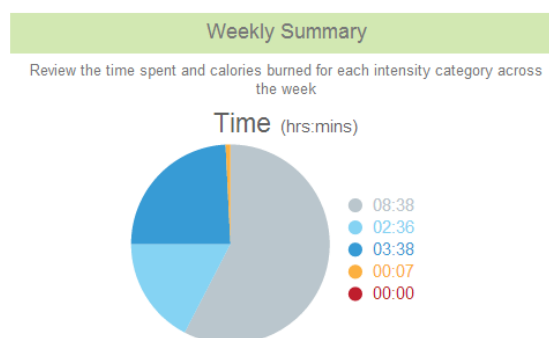 Weekly Summary
Review the time spent and calories burned for each intensity category across
the week
Time (hrs:mins)
08:38
02:36
03:38
00:07
00:00